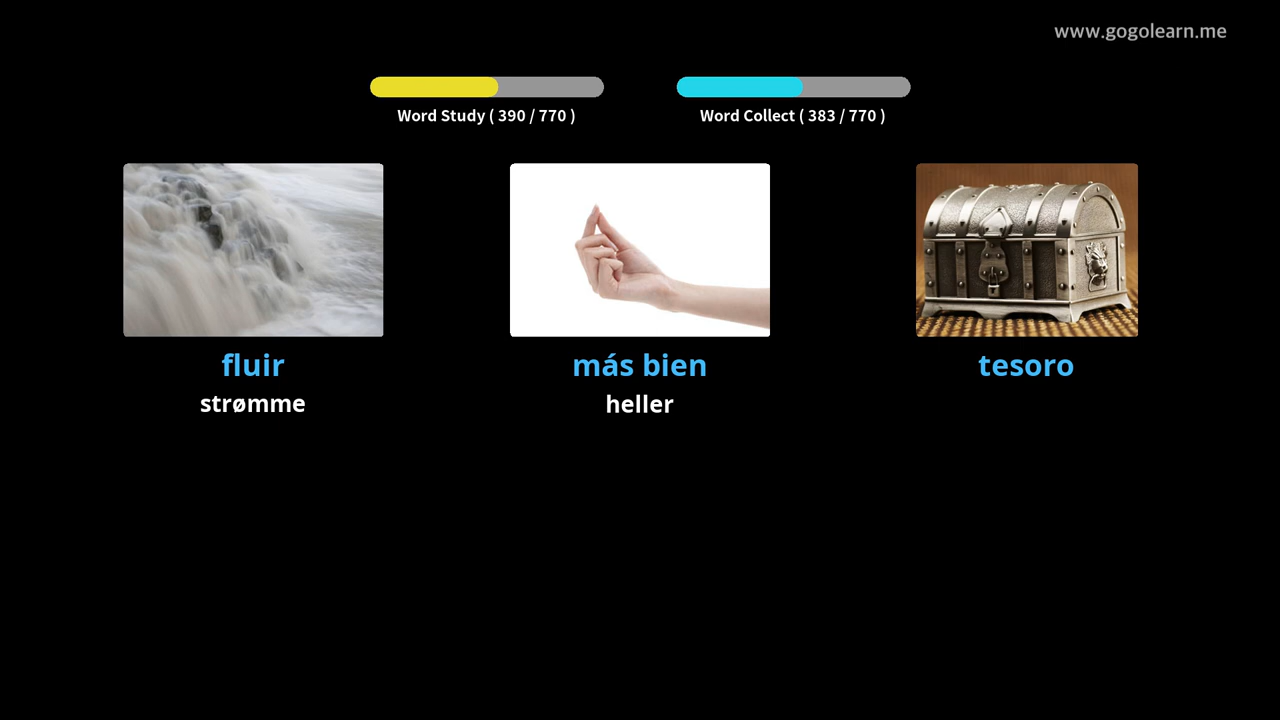 www.gogolearn.me
Word Study ( 390 / 770 )
Word Collect ( 383 / 770 )
fluir
strømme
más bien
heller
tesoro